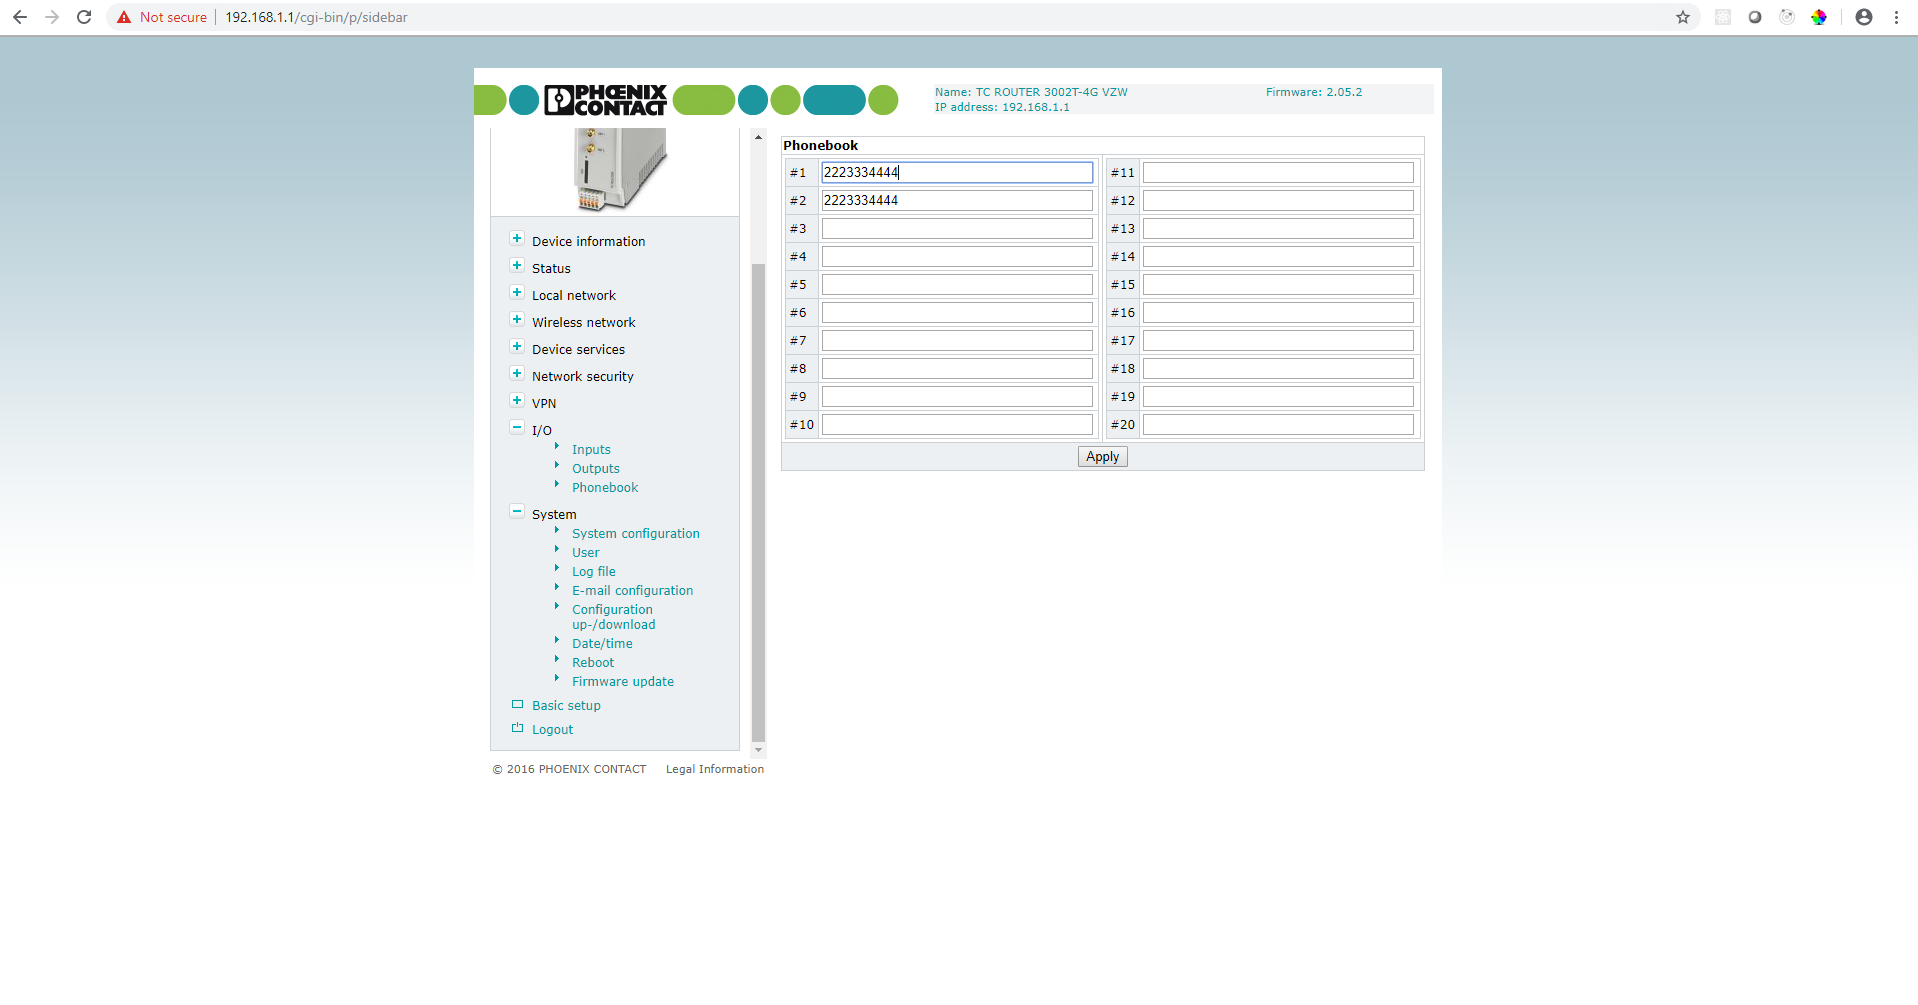 Not secure | 192.168.1.1/cgi-bin/p/sidebar
PHŒNIX
CONTACT
Name: TC ROUTER 3002T-4G VZW
Firmware: 2.05.2
IP address: 192.168.1.1
Device information
Status
Local network
Wireless network
Device services
Network security
VPN
I/O
Inputs
Outputs
Phonebook
System
System configuration
User
Log file
E-mail configuration
Configuration
up-/download
Date/time
Reboot
Firmware update
Basic setup
Logout
© 2016 PHOENIX CONTACT
Legal Information
Phonebook
#1 2223334444
#2 2223334444
#3
#4
#5
#6
#7
#8
#9
#10
#11
#12
#13
#14
#15
#16
#17
#18
#19
#20
Apply